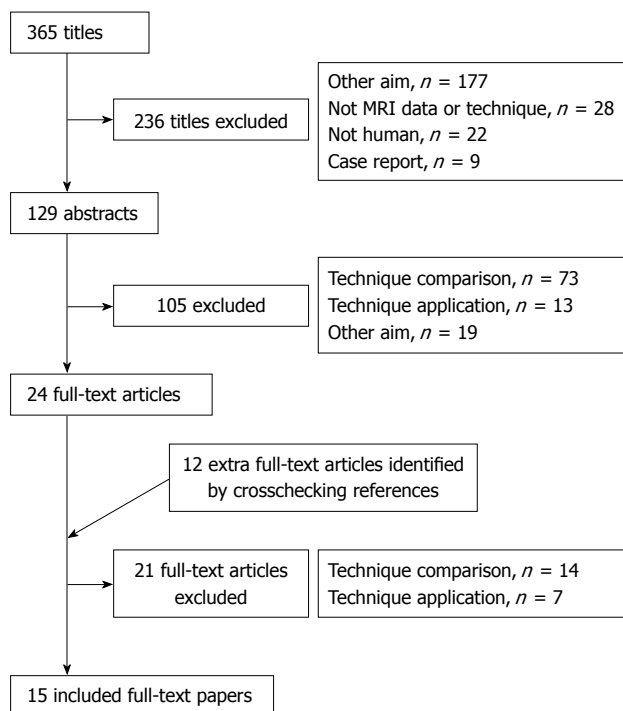 365 titles
236 titles excluded
Other aim, n = 177
Not MRI data or technique, n = 28
Not human, n = 22
Case report, n = 9
129 abstracts
105 excluded
Technique comparison, n = 73
Technique application, n = 13
Other aim, n = 19
24 full-text articles
12 extra full-text articles identified
by crosschecking references
21 full-text articles
excluded
Technique comparison, n = 14
Technique application, n = 7
15 included full-text papers